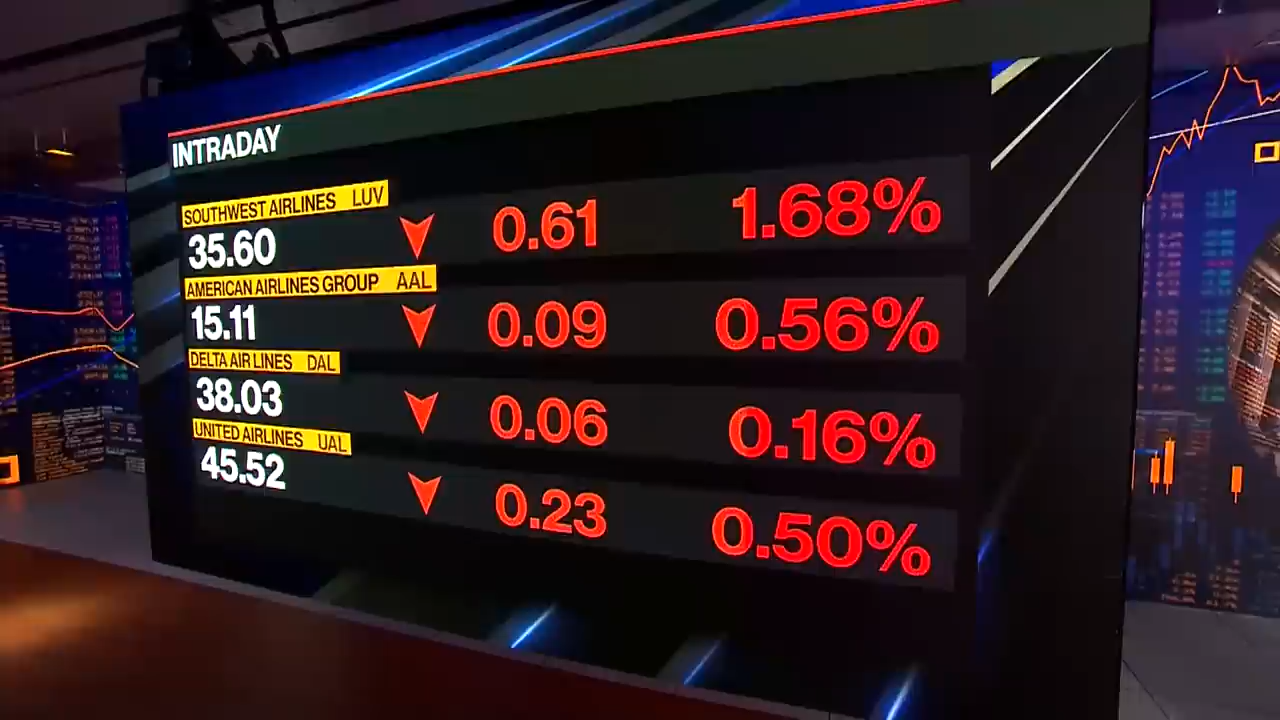 INTRADAY
SOUTHWEST AIRLINES LUV
35.60 0.61 1.68%
AMERICAN AIRLINES GROUP AAL
15.11 0.09 0.56%
DELTA AIR LINES DAL
38.03 0.06 0.16%
UNITED AIRLINES UAL
45.52 0.23 0.50%